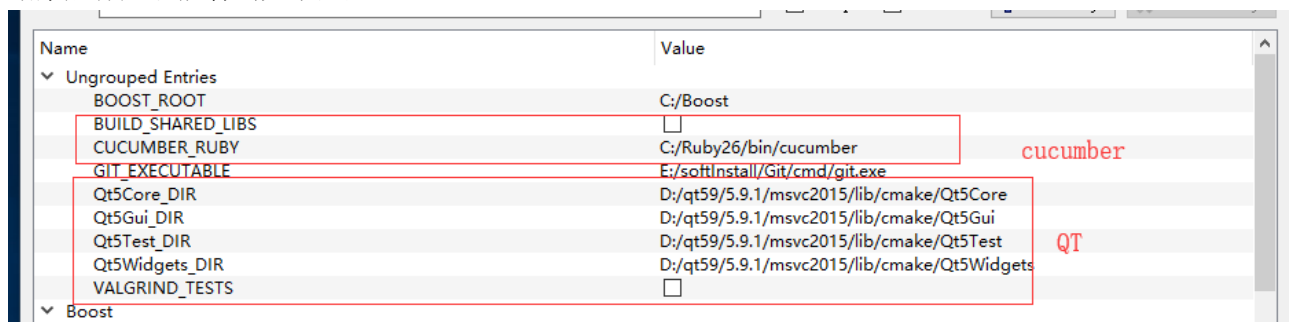 Name Value
Ungrouped Entries
BOOST_ROOT C:/Boost
BUILD_SHARED_LIBS
CUCUMBER_RUBY C:/Ruby26/bin/cucumber
cucumber
GIT_EXECUTABLE E:/softInstall/Git/cmd/git.exe
Qt5Core_DIR D:/qt59/5.9.1/msvc2015/lib/cmake/Qt5Core
Qt5Gui_DIR D:/qt59/5.9.1/msvc2015/lib/cmake/Qt5Gui
Qt5Test_DIR D:/qt59/5.9.1/msvc2015/lib/cmake/Qt5Test
QT
Qt5Widgets_DIR D:/qt59/5.9.1/msvc2015/lib/cmake/Qt5Widgets
VALGRIND_TESTS
Boost